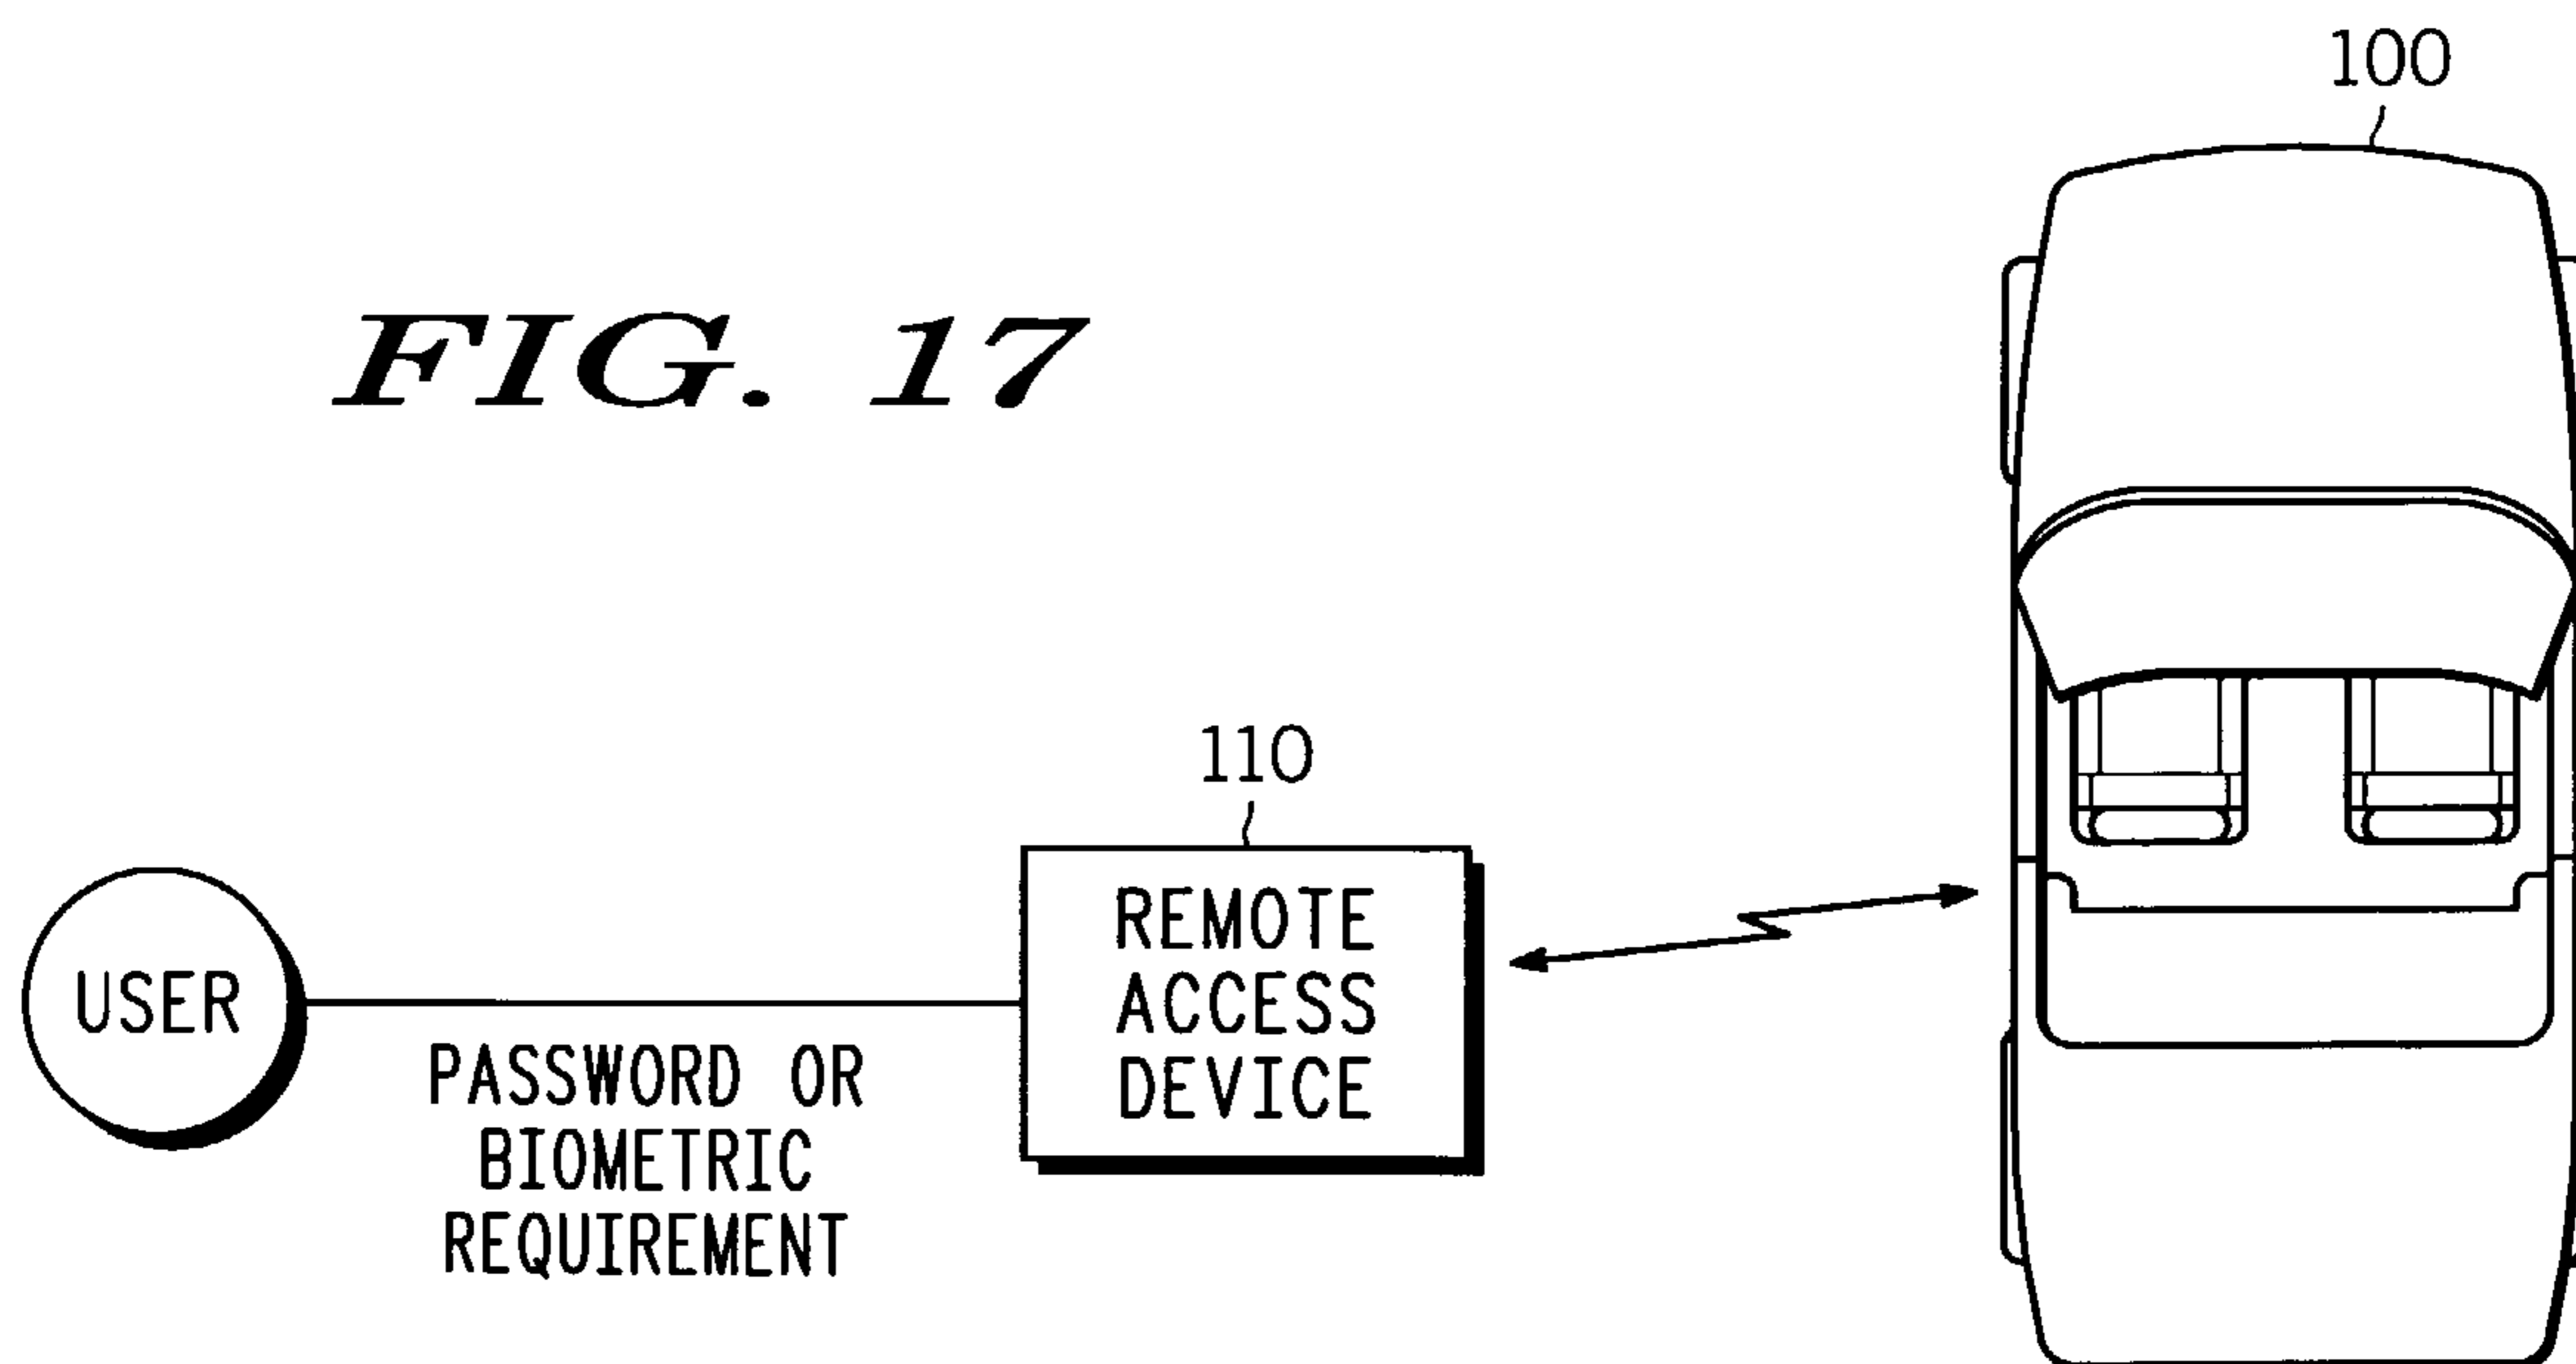 100
FIG. 17
110
REMOTE
ACCESS
DEVICE
USER
PASSWORD OR
BIOMETRIC
REQUIREMENT